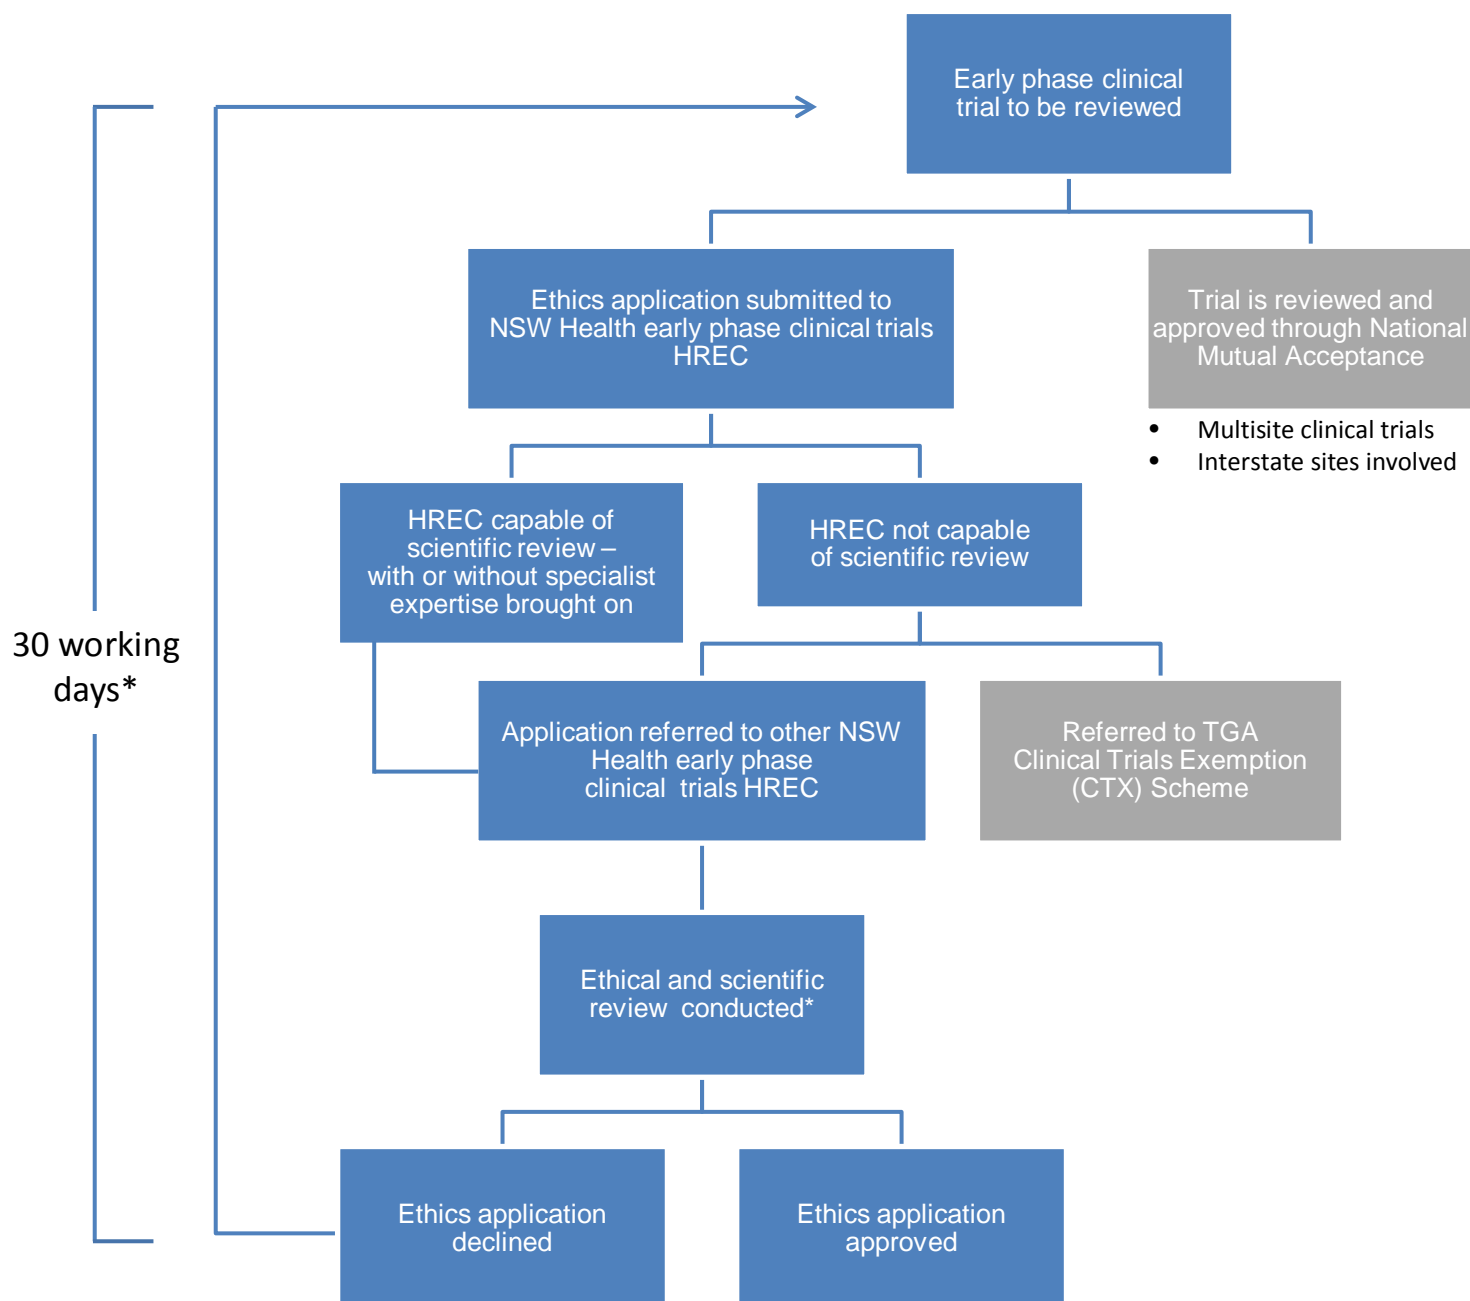 Early phase clinical
trial to be reviewed
Ethics application submitted to
NSW Health early phase clinical trials
HREC
Trial is reviewed and
approved through National
Mutual Acceptance
• Multisite clinical trials
• Interstate sites involved
HREC capable of
scientific review –
with or without specialist
expertise brought on
HREC not capable
of scientific review
30 working
days*
Application referred to other NSW
Health early phase
clinical trials HREC
Referred to TGA
Clinical Trials Exemption
(CTX) Scheme
Ethical and scientific
review conducted*
Ethics application
declined
Ethics application
approved